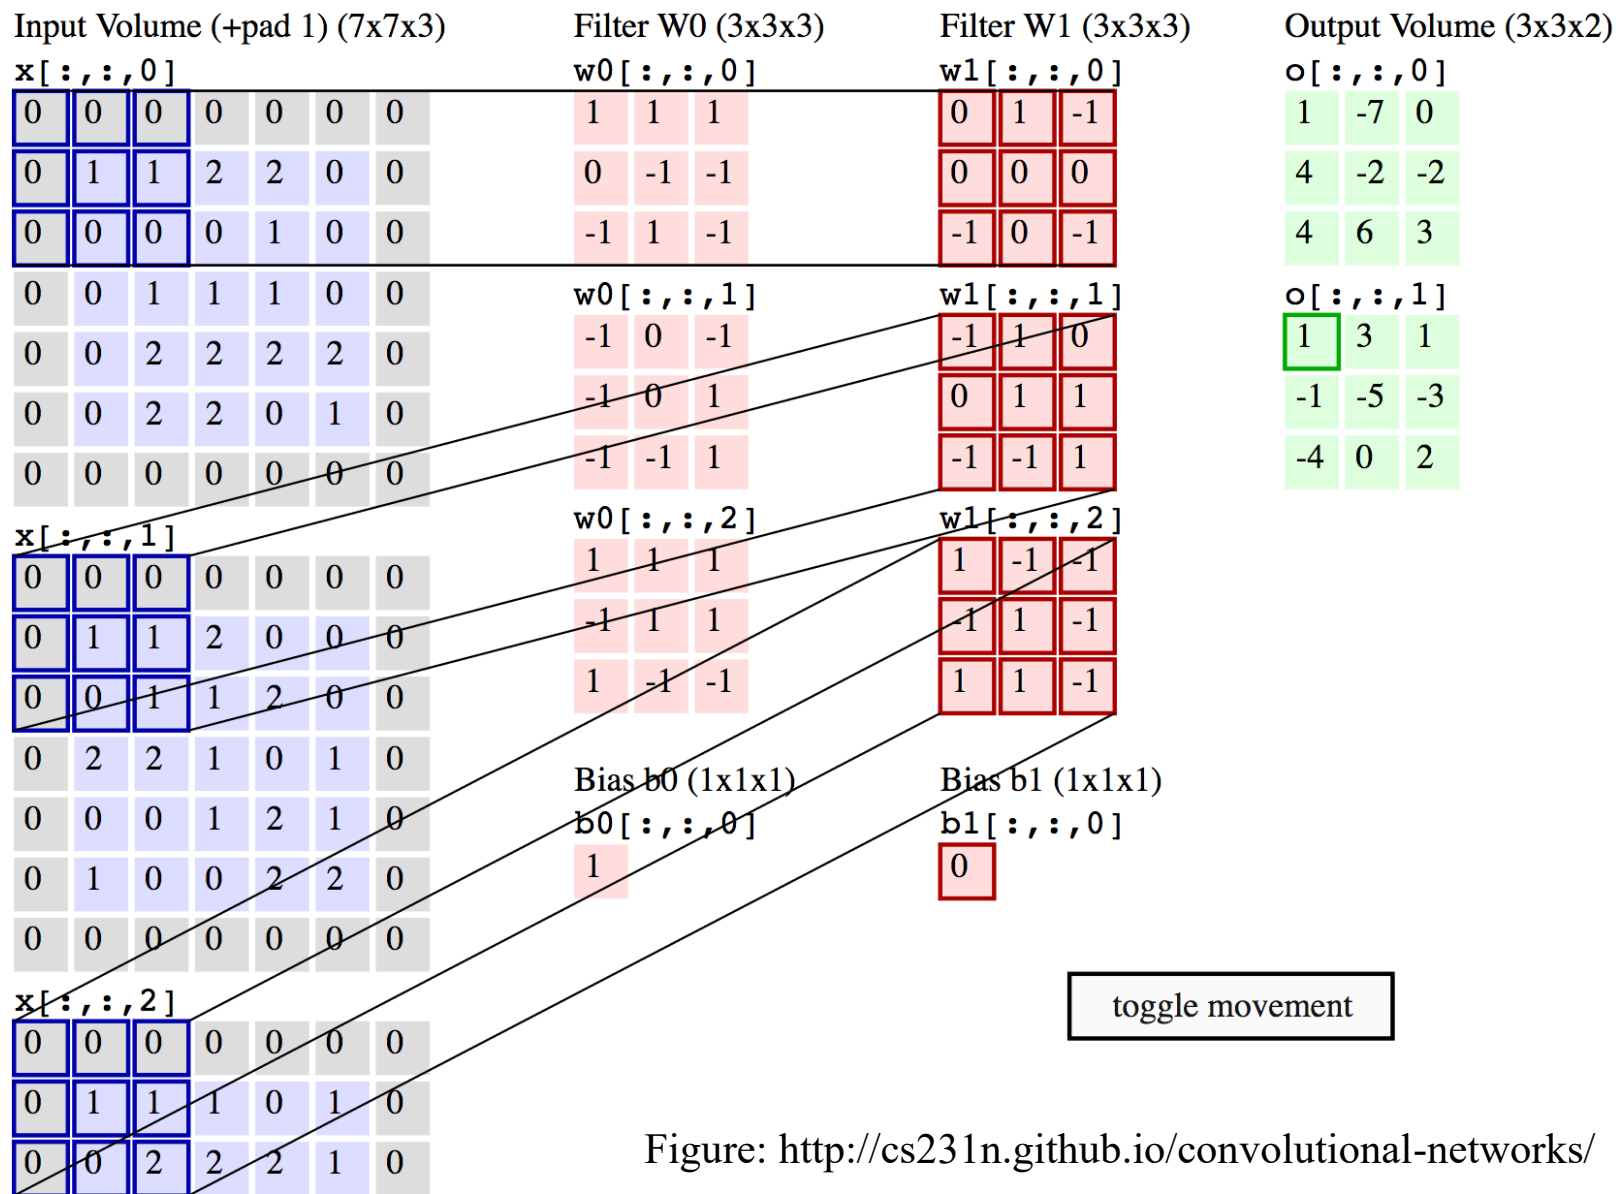 Input Volume (+pad 1) (7x7x3)
x[:,:,0]
0 0 0 0 0 0 0
0 1 1 2 2 0 0
0 0 0 0 1 0 0
0 0 1 1 1 0 0
0 0 2 2 2 2 0
0 0 2 2 0 1 0
0 0 0 0 0 0 0
x[:,:,1]
0 0 0 0 0 0 0
0 1 1 2 0 0 0
0 0 1 1 2 0 0
0 2 2 1 0 1 0
0 0 0 1 2 1 0
0 1 0 0 2 2 0
0 0 0 0 0 0 0
x[:,:,2]
0 0 0 0 0 0 0
0 1 1 1 0 1 0
0 0 2 2 2 1 0
Filter W0 (3x3x3)
w0[:,:,0]
1 1 1
0 -1 -1
-1 1 -1
w0[:,:,1]
-1 0 -1
-1 0 1
-1 -1 1
w0[:,:,2]
1 1 1
-1 1 1
1 -1 -1
Bias b0 (1x1x1)
b0[:,:,0]
1
Filter W1 (3x3x3)
w1[:,:,0]
0 1 -1
0 0 0
-1 0 -1
w1[:,:,1]
-1 1 0
0 1 1
-1 -1 1
w1[:,:,2]
1 -1 -1
-1 1 -1
1 1 -1
Bias b1 (1x1x1)
b1[:,:,0]
0
Output Volume (3x3x2)
o[:,:,0]
1 -7 0
4 -2 -2
4 6 3
o[:,:,1]
1 3 1
-1 -5 -3
-4 0 2
toggle movement
Figure: http://cs231n.github.io/convolutional-networks/